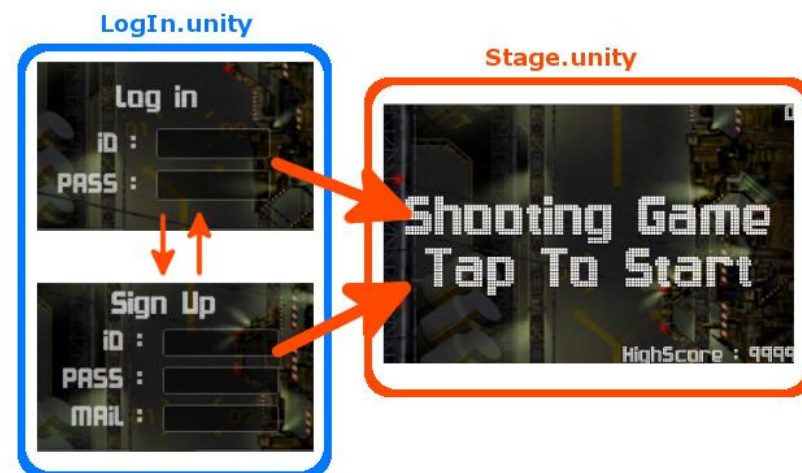 LogIn.unity
Log in
iD :
PASS :
Sign Up
iD :
PASS :
MAiL :
Stage.unity
0
Shooting Game
Tap To Start
HighScore : 9999